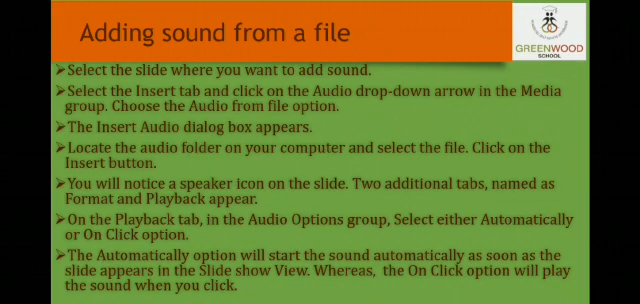 Adding sound from a file
GREENWOOD
SCHOOL
➢Select the slide where you want to add sound.
➢Select the Insert tab and click on the Audio drop-down arrow in the Media
group. Choose the Audio from file option.
➢The Insert Audio dialog box appears.
➢Locate the audio folder on your computer and select the file. Click on the
Insert button.
➢You will notice a speaker icon on the slide. Two additional tabs, named as
Format and Playback appear.
➢On the Playback tab, in the Audio Options group, Select either Automatically
or On Click option.
➢The Automatically option will start the sound automatically as soon as the
slide appears in the Slide show View. Whereas, the On Click option will play
the sound when you click.